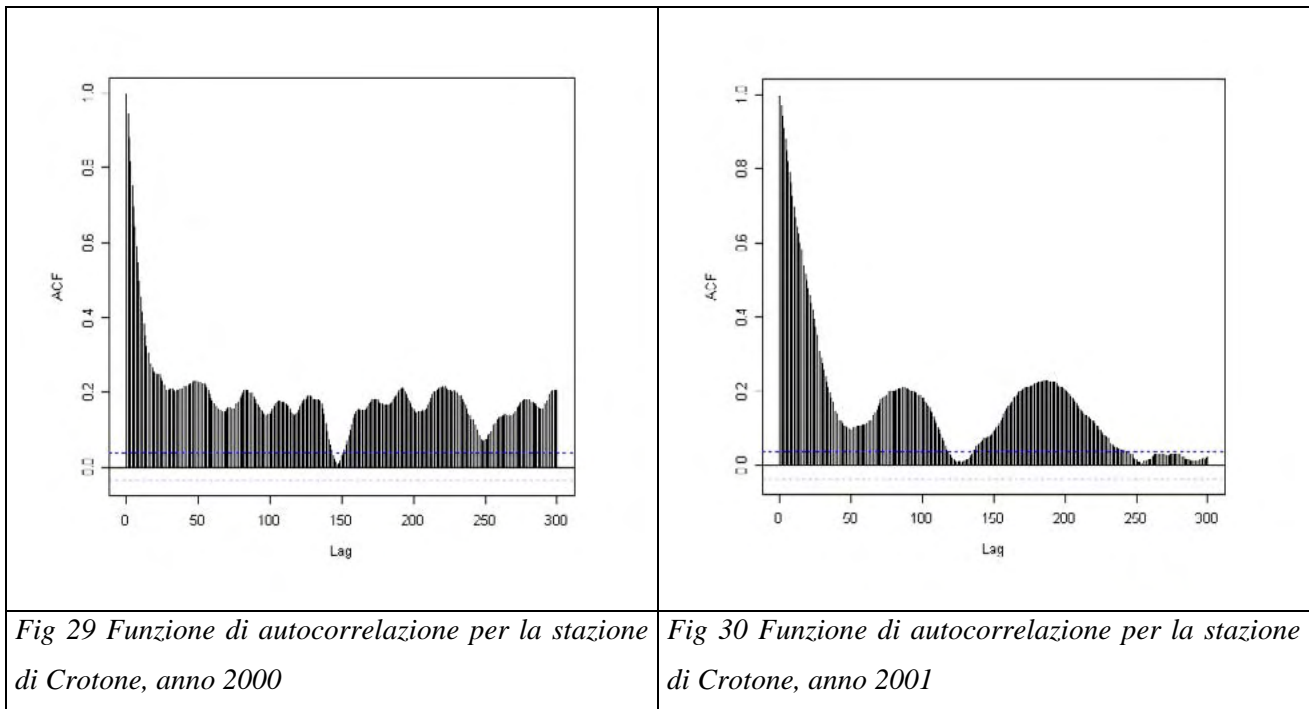 1.0
0.8
0.6
0.4
0.2
0.0
ACF
0 50 100 150 200 250 300
Lag
1.0
0.8
0.6
0.4
0.2
0.0
ACF
0 50 100 150 200 250 300
Lag
Fig 29 Funzione di autocorrelazione per la stazione
di Crotone, anno 2000
Fig 30 Funzione di autocorrelazione per la stazione
di Crotone, anno 2001